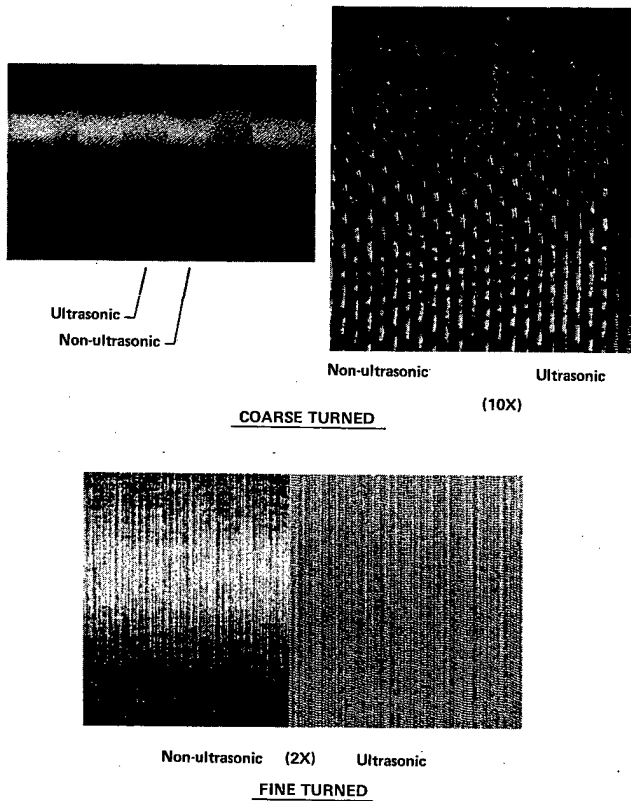 Ultrasonic
Non-ultrasonic
Non-ultrasonic Ultrasonic
(10X)
COARSE TURNED
Non-ultrasonic (2X) Ultrasonic
FINE TURNED